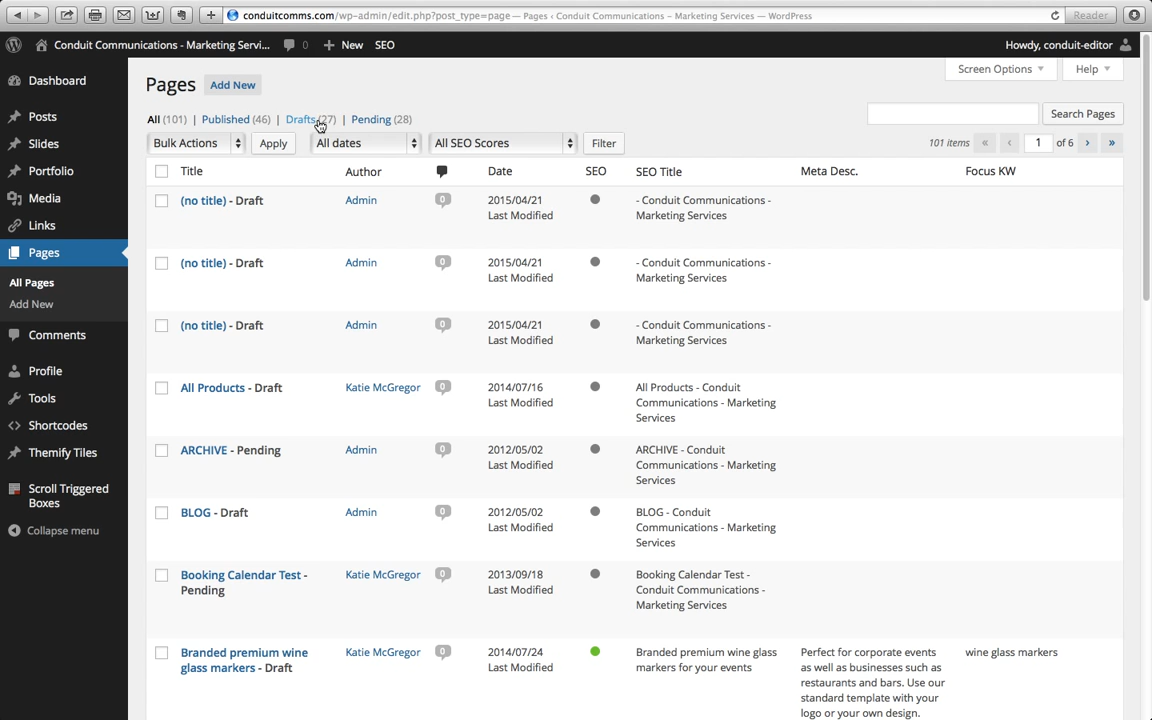 conduitcomms.com/wp-admin/edit.php?post_type=page — Pages ‹ Conduit Communications – Marketing Services — WordPress
Reader
Conduit Communications - Marketing Servi... 0 New SEO
Howdy, conduit-editor
Screen Options Help
Pages Add New
All (101) | Published (46) | Drafts (27) | Pending (28)
Search Pages
Bulk Actions Apply All dates All SEO Scores Filter
101 items « ‹ 1 of 6 › »
Dashboard
Posts
Slides
Portfolio
Media
Links
Pages
All Pages
Add New
Comments
Profile
Tools
Shortcodes
Themify Tiles
Scroll Triggered
Boxes
Collapse menu
Title Author Date SEO SEO Title Meta Desc. Focus KW
(no title) - Draft Admin 0 2015/04/21 - Conduit Communications -
Last Modified Marketing Services
(no title) - Draft Admin 0 2015/04/21 - Conduit Communications -
Last Modified Marketing Services
(no title) - Draft Admin 0 2015/04/21 - Conduit Communications -
Last Modified Marketing Services
All Products - Draft Katie McGregor 0 2014/07/16 All Products - Conduit
Last Modified Communications - Marketing
Services
ARCHIVE - Pending Admin 0 2012/05/02 ARCHIVE - Conduit
Last Modified Communications - Marketing
Services
BLOG - Draft Admin 0 2012/05/02 BLOG - Conduit
Last Modified Communications - Marketing
Services
Booking Calendar Test - Katie McGregor 0 2013/09/18 Booking Calendar Test -
Pending Last Modified Conduit Communications -
Marketing Services
Branded premium wine Katie McGregor 0 2014/07/24 Branded premium wine glass Perfect for corporate events wine glass markers
glass markers - Draft Last Modified markers for your events as well as businesses such as
restaurants and bars. Use our
standard template with your
logo or your own design.